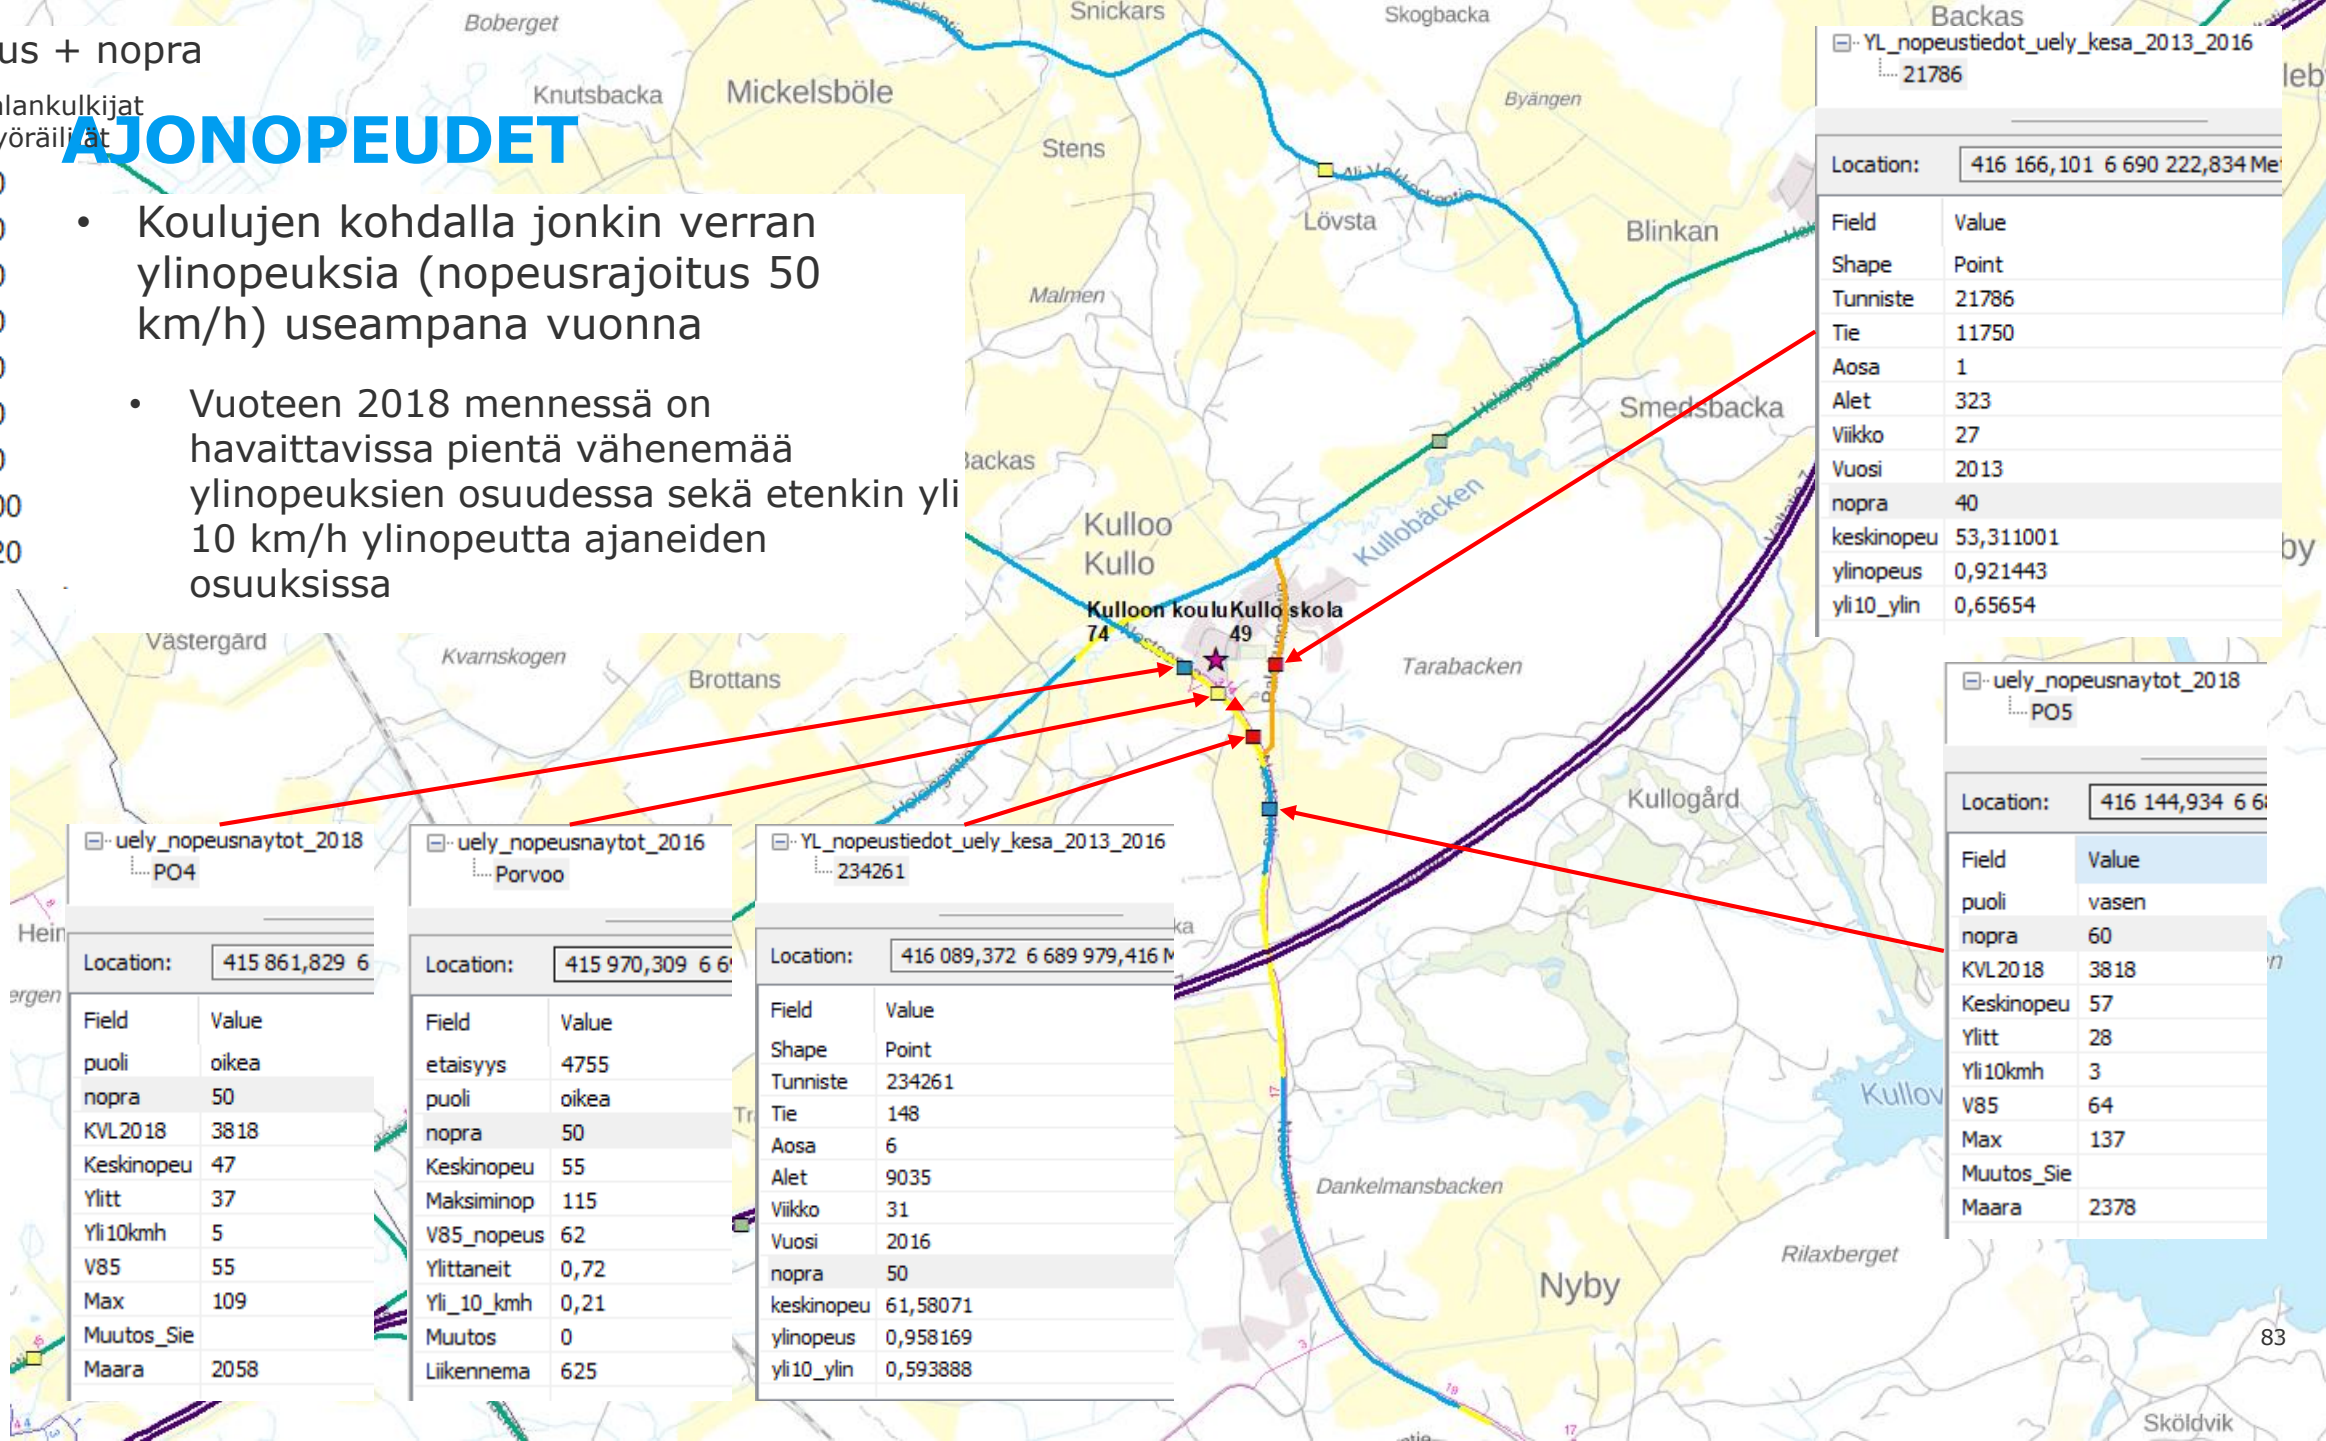 us + nopra
alankulkijat
yöräilijät
AJONOPEUDET
• Koulujen kohdalla jonkin verran
ylinopeuksia (nopeusrajoitus 50
km/h) useampana vuonna
• Vuoteen 2018 mennessä on
havaittavissa pientä vähenemää
ylinopeuksien osuudessa sekä etenkin yli
10 km/h ylinopeutta ajaneiden
osuuksissa
00
20
Boberget
Snickars
Skogbacka
Backas
Knutsbacka
Mickelsböle
Byängen
Stens
Lövsta
Blinkan
Malmen
Smedsbacka
Helsingintie
Backas
Kulloo
Kullo
Kullobäcken
Kulloon koulu
74
Kullo skola
49
Västergård
Kvarnskogen
Brottans
Tarabacken
Kullogård
Helsingintie
Dankelmansbacken
Nyby
Rilaxberget
Sköldvik
YL_nopeustiedot_uely_kesa_2013_2016
21786
Location: 416 166,101 6 690 222,834 Me
Field Value
Shape Point
Tunniste 21786
Tie 11750
Aosa 1
Alet 323
Viikko 27
Vuosi 2013
nopra 40
keskinopeu 53,311001
ylinopeus 0,921443
yli10_ylin 0,65654
uely_nopeusnaytot_2018
PO5
Location: 416 144,934 6 6
Field Value
puoli vasen
nopra 60
KVL2018 3818
Keskinopeu 57
Ylitt 28
Yli10kmh 3
V85 64
Max 137
Muutos_Sie
Maara 2378
uely_nopeusnaytot_2018
PO4
Location: 415 861,829 6
Field Value
puoli oikea
nopra 50
KVL2018 3818
Keskinopeu 47
Ylitt 37
Yli10kmh 5
V85 55
Max 109
Muutos_Sie
Maara 2058
uely_nopeusnaytot_2016
Porvoo
Location: 415 970,309 6 6
Field Value
etaisyys 4755
puoli oikea
nopra 50
Keskinopeu 55
Maksiminop 115
V85_nopeus 62
Ylittaneit 0,72
Yli_10_kmh 0,21
Muutos 0
Liikennema 625
YL_nopeustiedot_uely_kesa_2013_2016
234261
Location: 416 089,372 6 689 979,416 M
Field Value
Shape Point
Tunniste 234261
Tie 148
Aosa 6
Alet 9035
Viikko 31
Vuosi 2016
nopra 50
keskinopeu 61,58071
ylinopeus 0,958169
yli10_ylin 0,593888
83